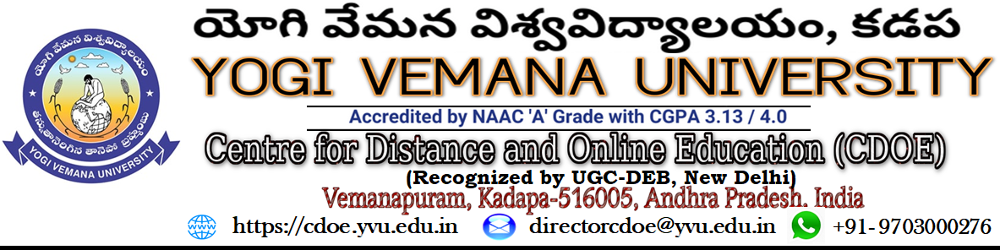 యోగి వేమన విశ్వవిద్యాలయం, కడప
YOGI VEMANA UNIVERSITY
Accredited by NAAC 'A' Grade with CGPA 3.13 / 4.0
Centre for Distance and Online Education (CDOE)
(Recognized by UGC-DEB, New Delhi)
Vemanapuram, Kadapa-516005, Andhra Pradesh. India
https://cdoe.yvu.edu.in directorcdoe@yvu.edu.in +91- 9703000276
యోగి వేమన విశ్వవిద్యాలయం
తన్నుతానెరిగిన తానెపో బ్రహ్మంబు
YOGI VEMANA UNIVERSITY